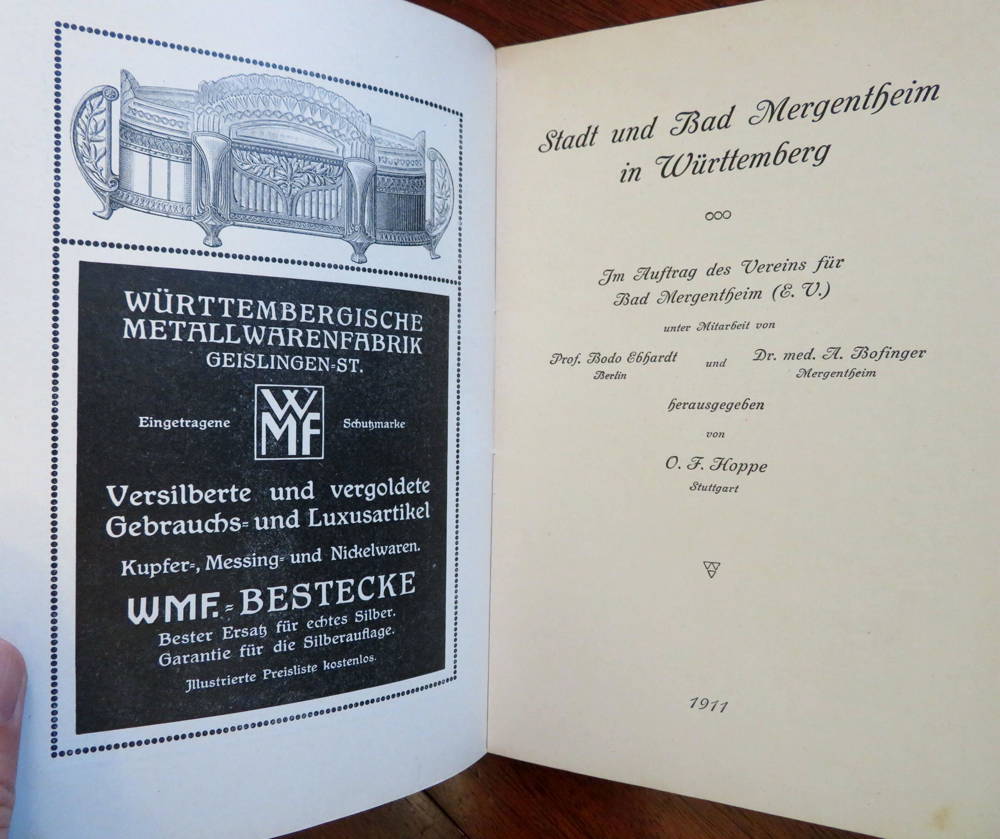 WÜRTTEMBERGISCHE
METALLWARENFABRIK
GEISLINGEN=ST.
Eingetragene WMF Schutzmarke
Versilberte und vergoldete
Gebrauchs= und Luxusartikel
Kupfer=, Messing= und Nickelwaren.
WMF.=BESTECKE
Bester Ersatz für echtes Silber.
Garantie für die Silberauflage.
Jllustrierte Preisliste kostenlos.
Stadt und Bad Mergentheim
in Württemberg
Im Auftrag des Vereins für
Bad Mergentheim (E. V.)
unter Mitarbeit von
Prof. Bodo Ebhardt und Dr. med. A. Bofinger
Berlin Mergentheim
herausgegeben
von
O. F. Hoppe
Stuttgart
1911